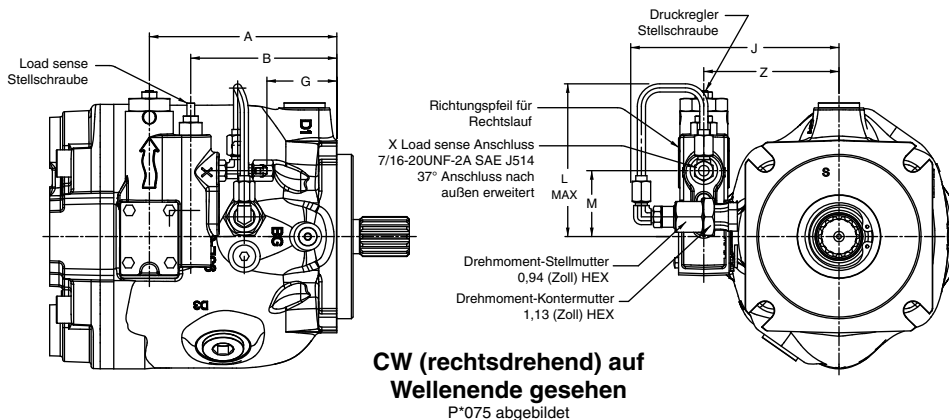 A
B
G
Load sense
Stellschraube
D1
X
BG
D3
Druckregler
Stellschraube
J
Z
Richtungspfeil für
Rechtslauf
X Load sense Anschluss
7/16-20UNF-2A SAE J514
37° Anschluss nach
außen erweitert
L
MAX
M
S
Drehmoment-Stellmutter
0,94 (Zoll) HEX
Drehmoment-Kontermutter
1,13 (Zoll) HEX
CW (rechtsdrehend) auf
Wellenende gesehen
P*075 abgebildet